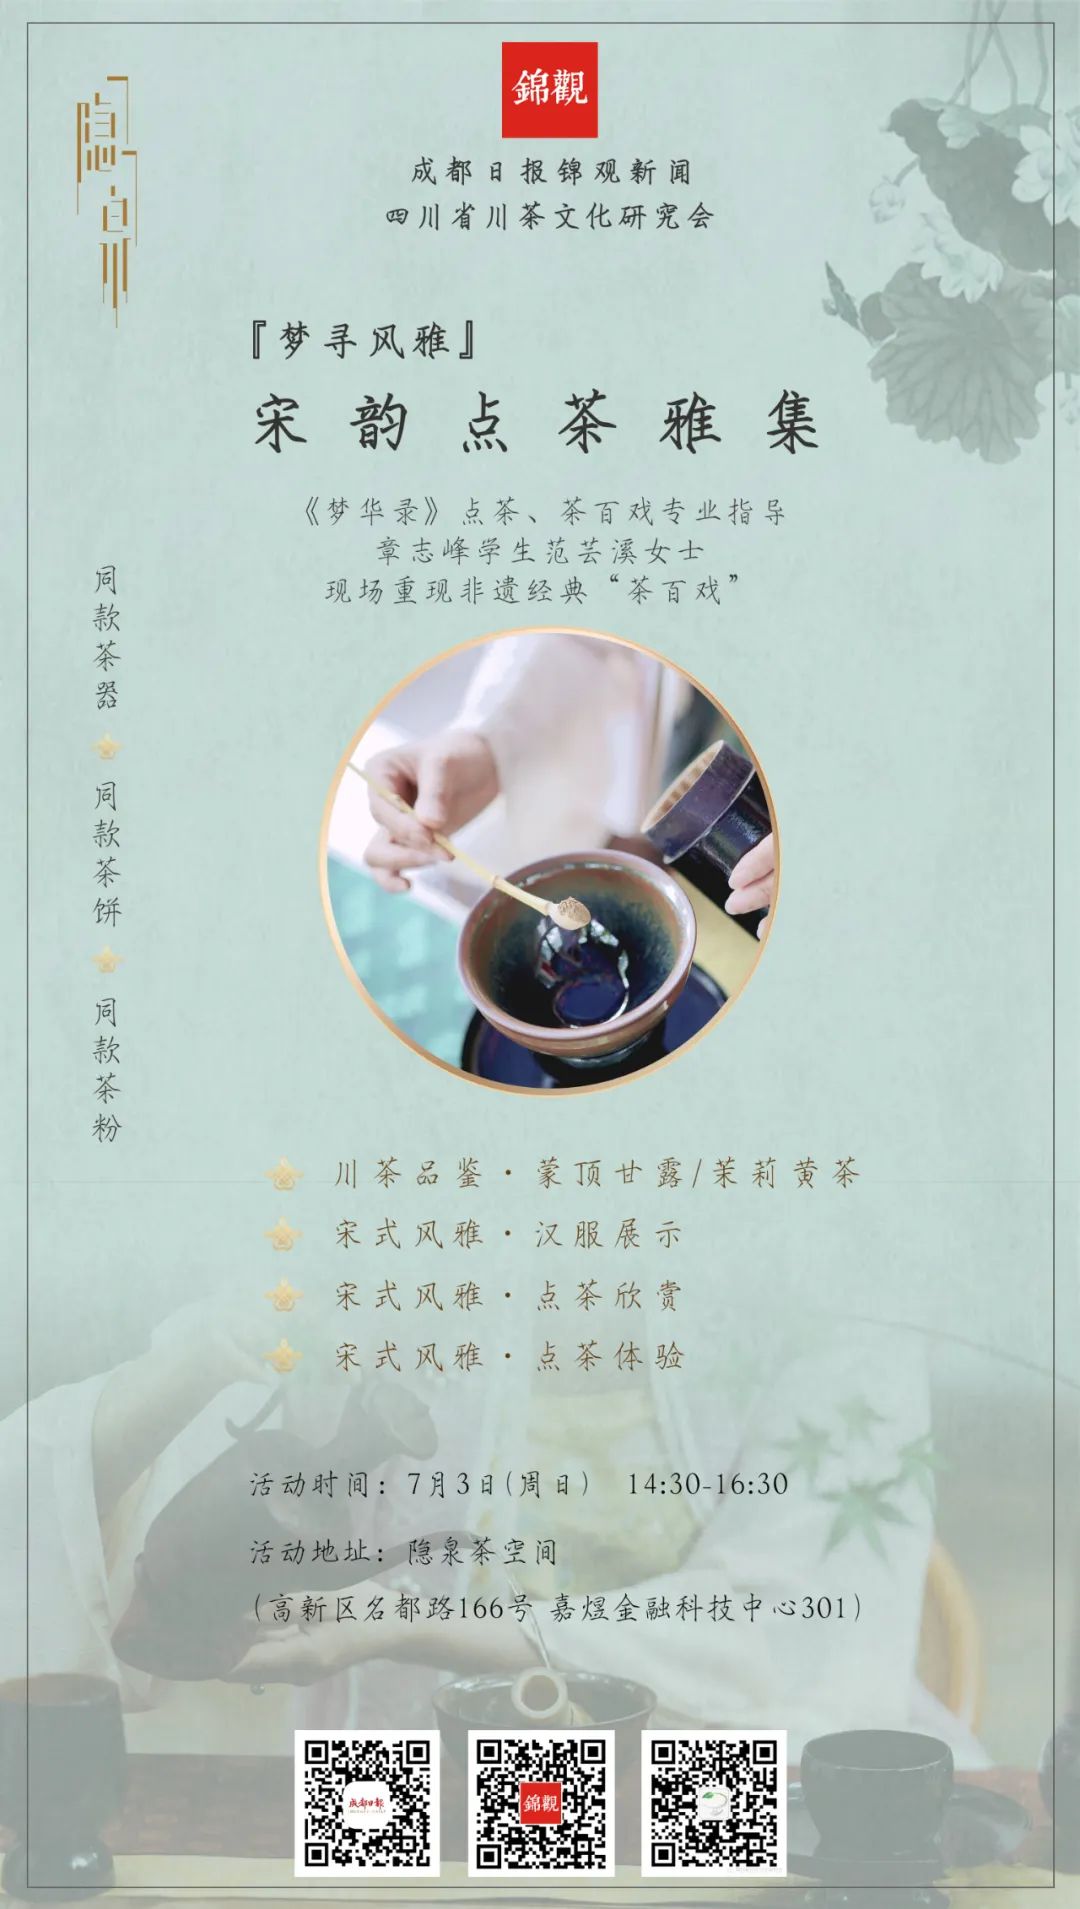 錦觀
隐泉
成都日报锦观新闻
四川省川茶文化研究会
『梦寻风雅』
宋韵点茶雅集
《梦华录》点茶、茶百戏专业指导
章志峰学生范芸溪女士
现场重现非遗经典“茶百戏”
同款茶器
同款茶饼
同款茶粉
川茶品鉴·蒙顶甘露/茉莉黄茶
宋式风雅·汉服展示
宋式风雅·点茶欣赏
宋式风雅·点茶体验
活动时间：7月3日(周日) 14:30-16:30
活动地址：隐泉茶空间
(高新区名都路166号 嘉煜金融科技中心301)
成都日报
錦觀